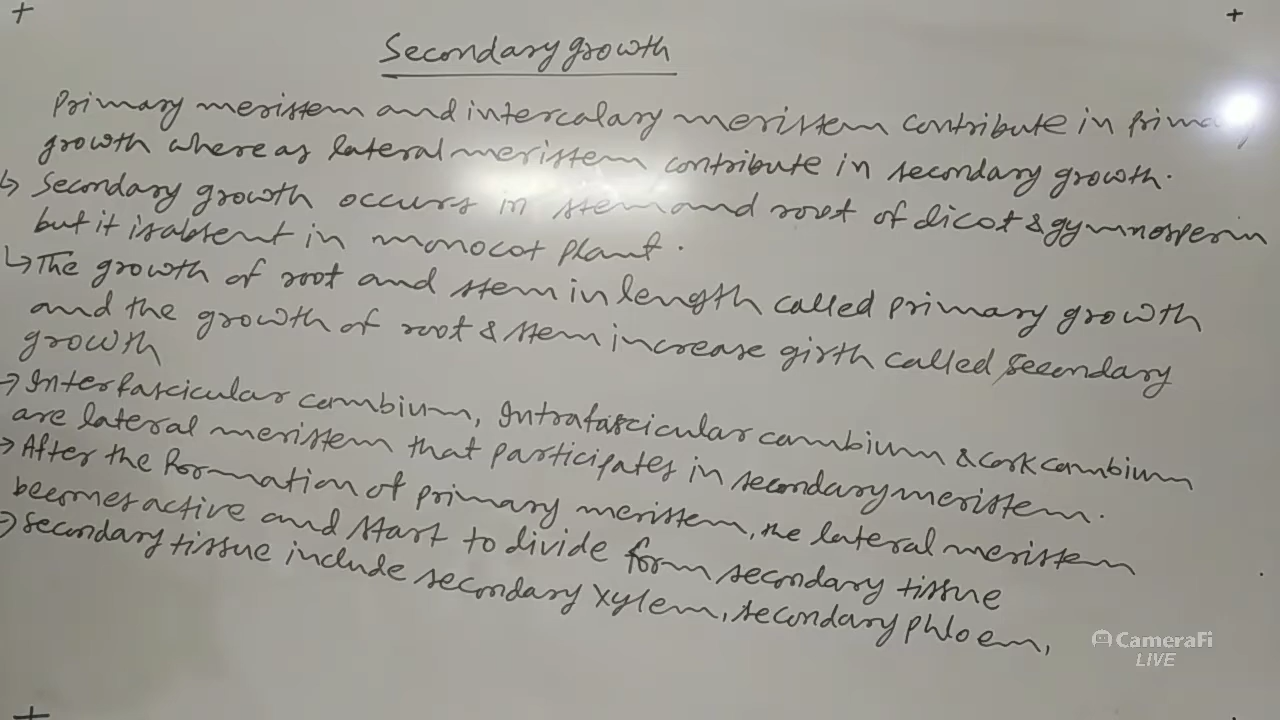 Secondary growth
Primary meristem and intercalary meristem contribute in
growth where as lateral meristem contribute in secondary growth.
↳ Secondary growth occurs in stem and root of dicot & gymnosperm
but it is absent in monocot plant.
↳ The growth of root and stem in length called primary growth
and the growth of root & stem increase girth called secondary
growth
→ Interfascicular cambium, Intrafascicular cambium & cork cambium
are lateral meristem that participates in secondary meristem.
→ After the formation of primary meristem, the lateral meristem
becomes active and start to divide form secondary tissue
→ Secondary tissue include secondary xylem, secondary phloem,
CameraFi
LIVE